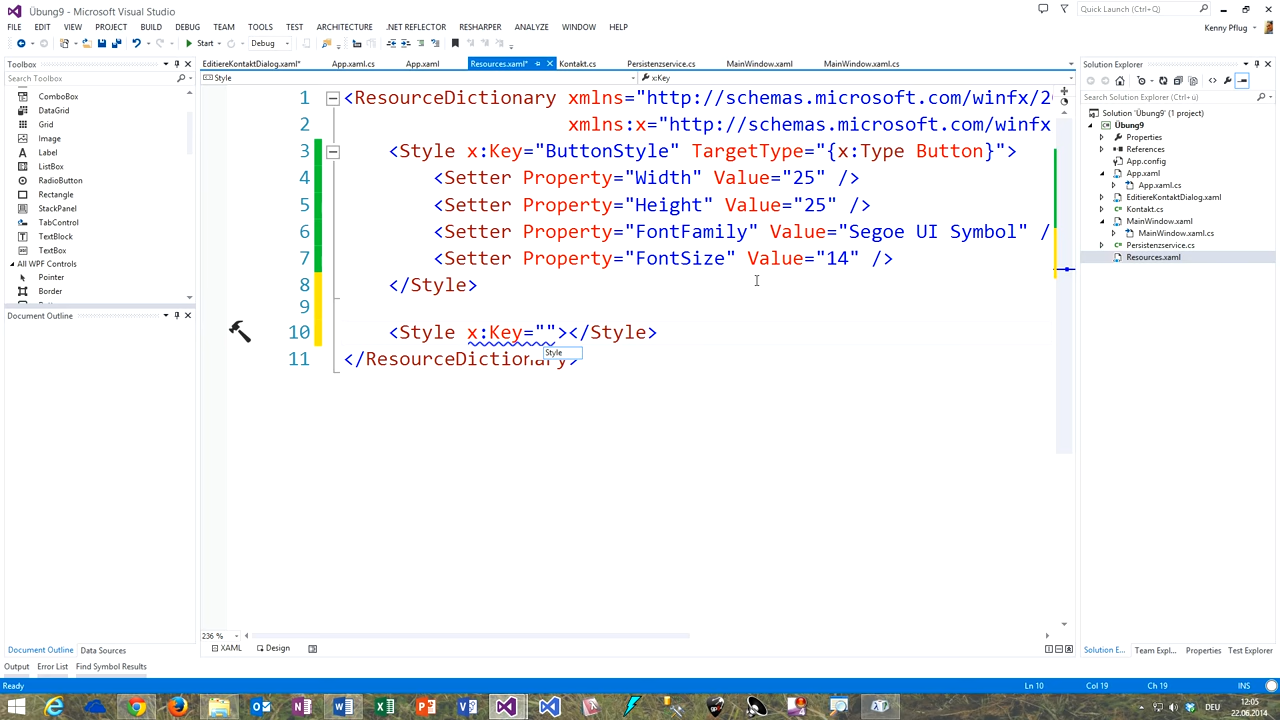 Übung9 - Microsoft Visual Studio
Quick Launch (Ctrl+Q)
FILE EDIT VIEW PROJECT BUILD DEBUG TEAM TOOLS TEST ARCHITECTURE .NET REFLECTOR RESHARPER ANALYZE WINDOW HELP
Kenny Pflug
Start Debug
Toolbox
EditiereKontaktDialog.xaml* App.xaml.cs App.xaml Resources.xaml* Kontakt.cs Persistenzservice.cs MainWindow.xaml MainWindow.xaml.cs
Solution Explorer
Search Toolbox
Style
x:Key
ComboBox
DataGrid
Grid
Image
Label
ListBox
RadioButton
Rectangle
StackPanel
TabControl
TextBlock
TextBox
All WPF Controls
Pointer
Border
Document Outline
1 <ResourceDictionary xmlns="http://schemas.microsoft.com/winfx/2
2 xmlns:x="http://schemas.microsoft.com/winfx
3 <Style x:Key="ButtonStyle" TargetType="{x:Type Button}">
4 <Setter Property="Width" Value="25" />
5 <Setter Property="Height" Value="25" />
6 <Setter Property="FontFamily" Value="Segoe UI Symbol" /
7 <Setter Property="FontSize" Value="14" />
8 </Style>
9
10 <Style x:Key=""></Style>
Style
11 </ResourceDictionary>
Search Solution Explorer (Ctrl+ü)
Solution 'Übung9' (1 project)
Übung9
Properties
References
App.config
App.xaml
App.xaml.cs
EditiereKontaktDialog.xaml
Kontakt.cs
MainWindow.xaml
MainWindow.xaml.cs
Persistenzservice.cs
Resources.xaml
236 %
XAML Design
Document Outline Data Sources
Solution E... Team Expl... Properties Test Explorer
Output Error List Find Symbol Results
Ready
Ln 10 Col 19 Ch 19 INS
DEU
12:05
22.06.2014